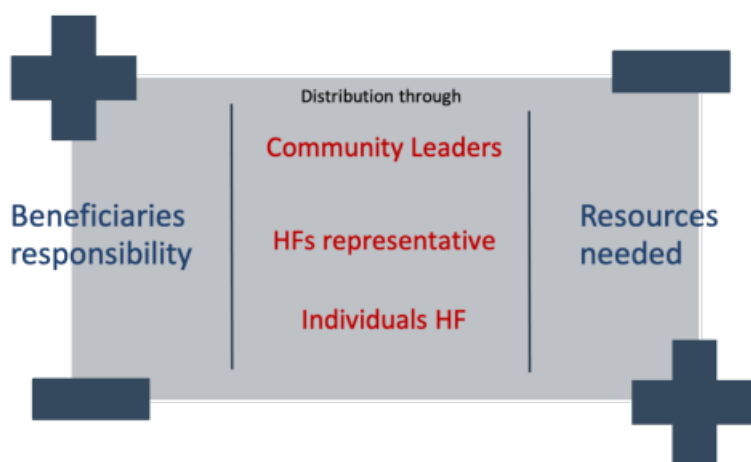 Distribution through
Community Leaders
Beneficiaries
responsibility
HFs representative
Resources
needed
Individuals HF